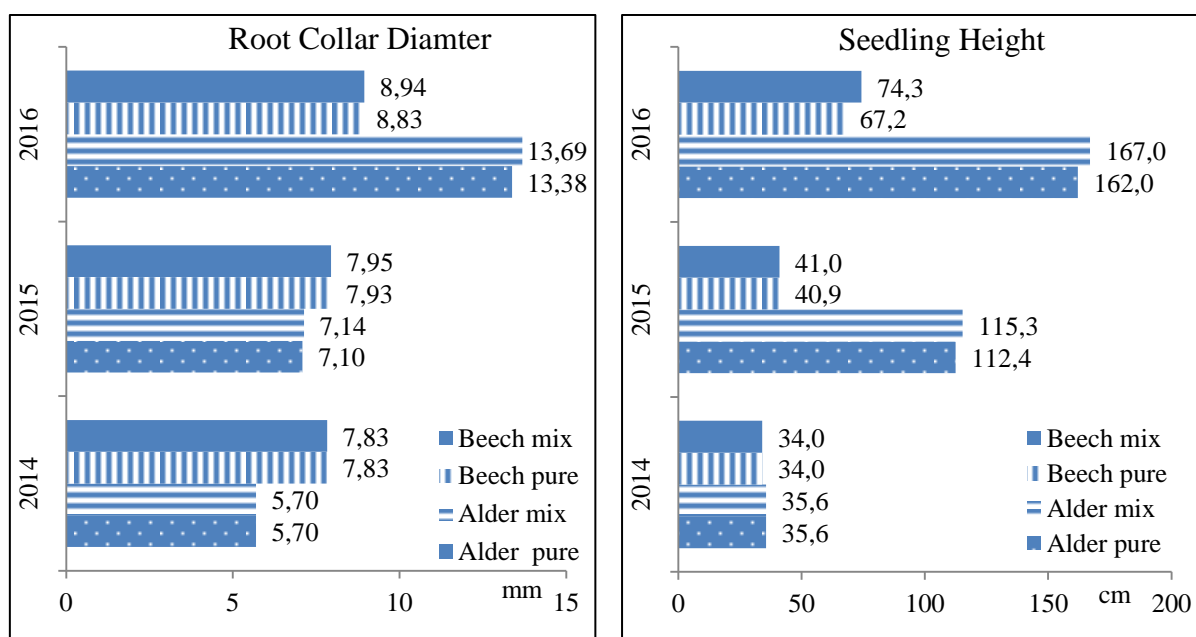 Root Collar Diamter
2016
8,94
8,83
13,69
13,38
2015
7,95
7,93
7,14
7,10
2014
7,83
7,83
5,70
5,70
Beech mix
Beech pure
Alder mix
Alder pure
0 5 10 15
mm
Seedling Height
2016
74,3
67,2
167,0
162,0
2015
41,0
40,9
115,3
112,4
2014
34,0
34,0
35,6
35,6
Beech mix
Beech pure
Alder mix
Alder pure
0 50 100 150 200
cm